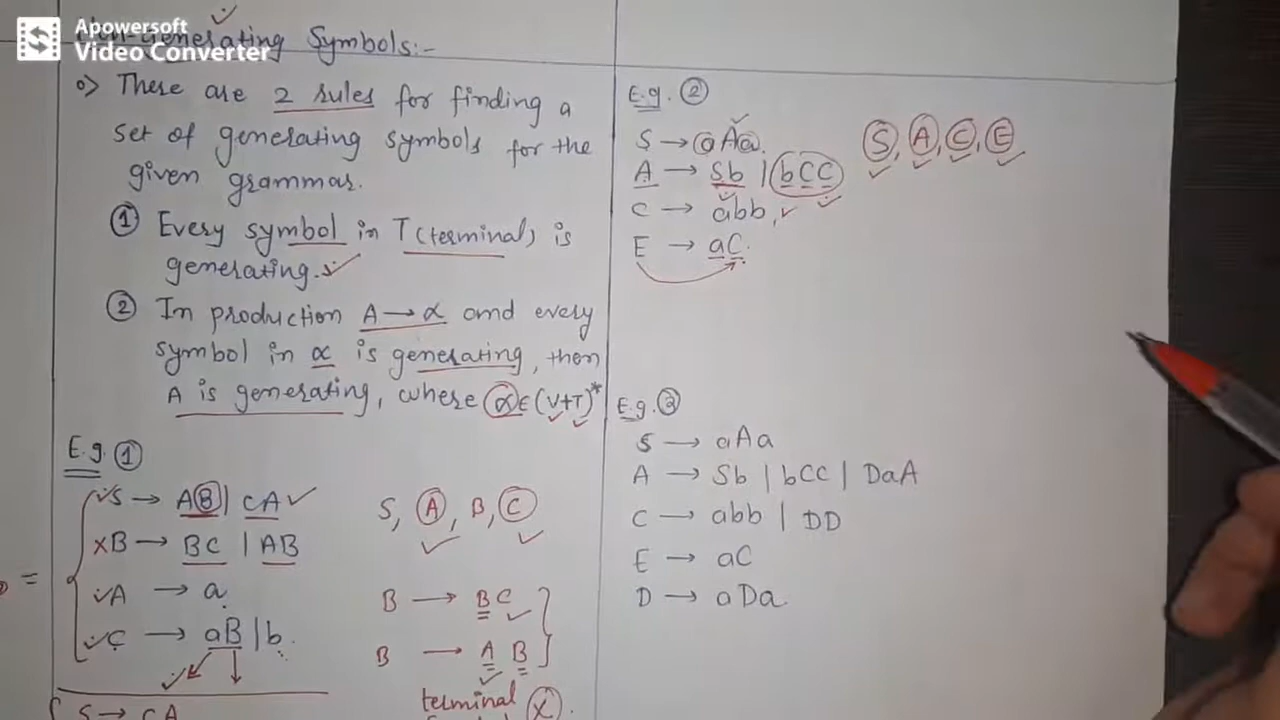 Apowersoft
Video Converter
Non-Generating Symbols:-
o> There are 2 rules for finding a
set of generating symbols for the
given grammar.
① Every symbol in T(terminal) is
generating.
② In production A → α and every
symbol in α is generating, then
A is generating, where α∈(V+T)*
E.g. ①
S → AB | CA
B → BC | AB
A → a
C → aB | b
S → CA
S, A, B, C
B → BC
B → AB
terminal
E.g. ②
S → aAa
A → Sb | bCC
C → abb
E → aC
S, A, C, E
E.g. ③
S → aAa
A → Sb | bCC | DaA
C → abb | DD
E → aC
D → aDa